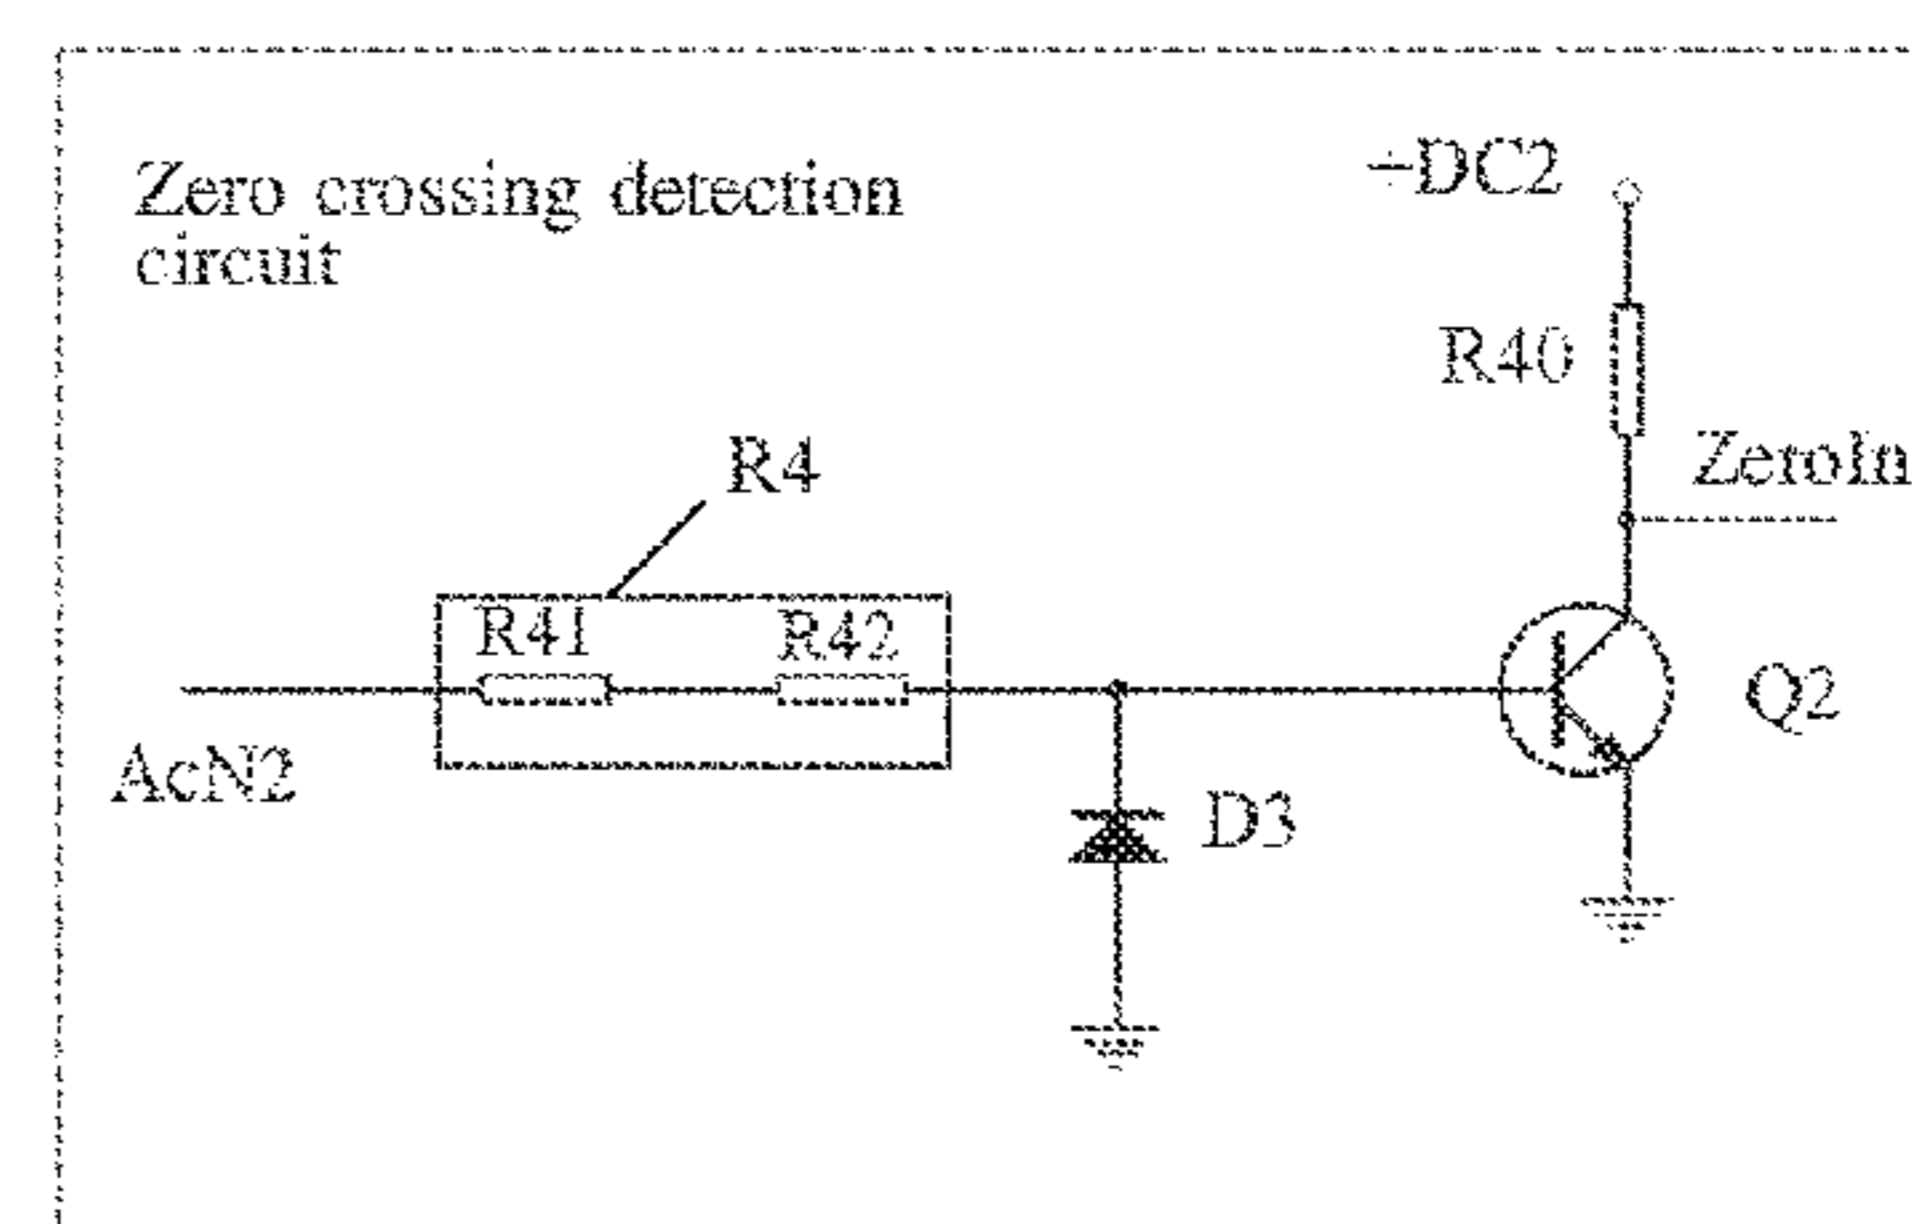 Zero crossing detection
circuit
+DC2
R40
ZeroIn
R4
R41
R42
Q2
AcN2
D3